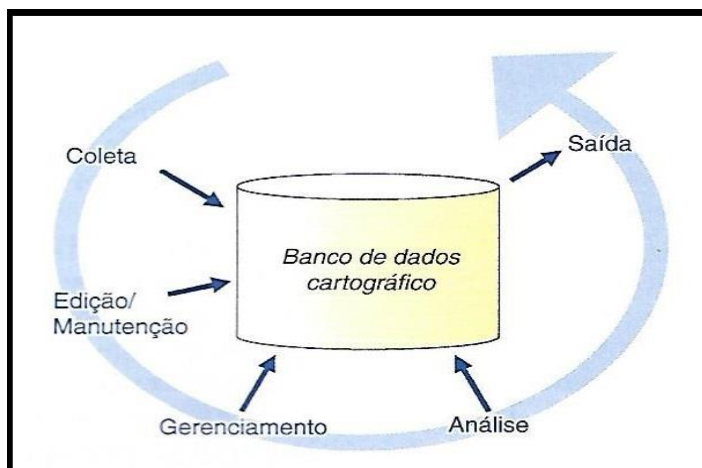 Coleta
Saída
Banco de dados
cartográfico
Edição/
Manutenção
Gerenciamento
Análise